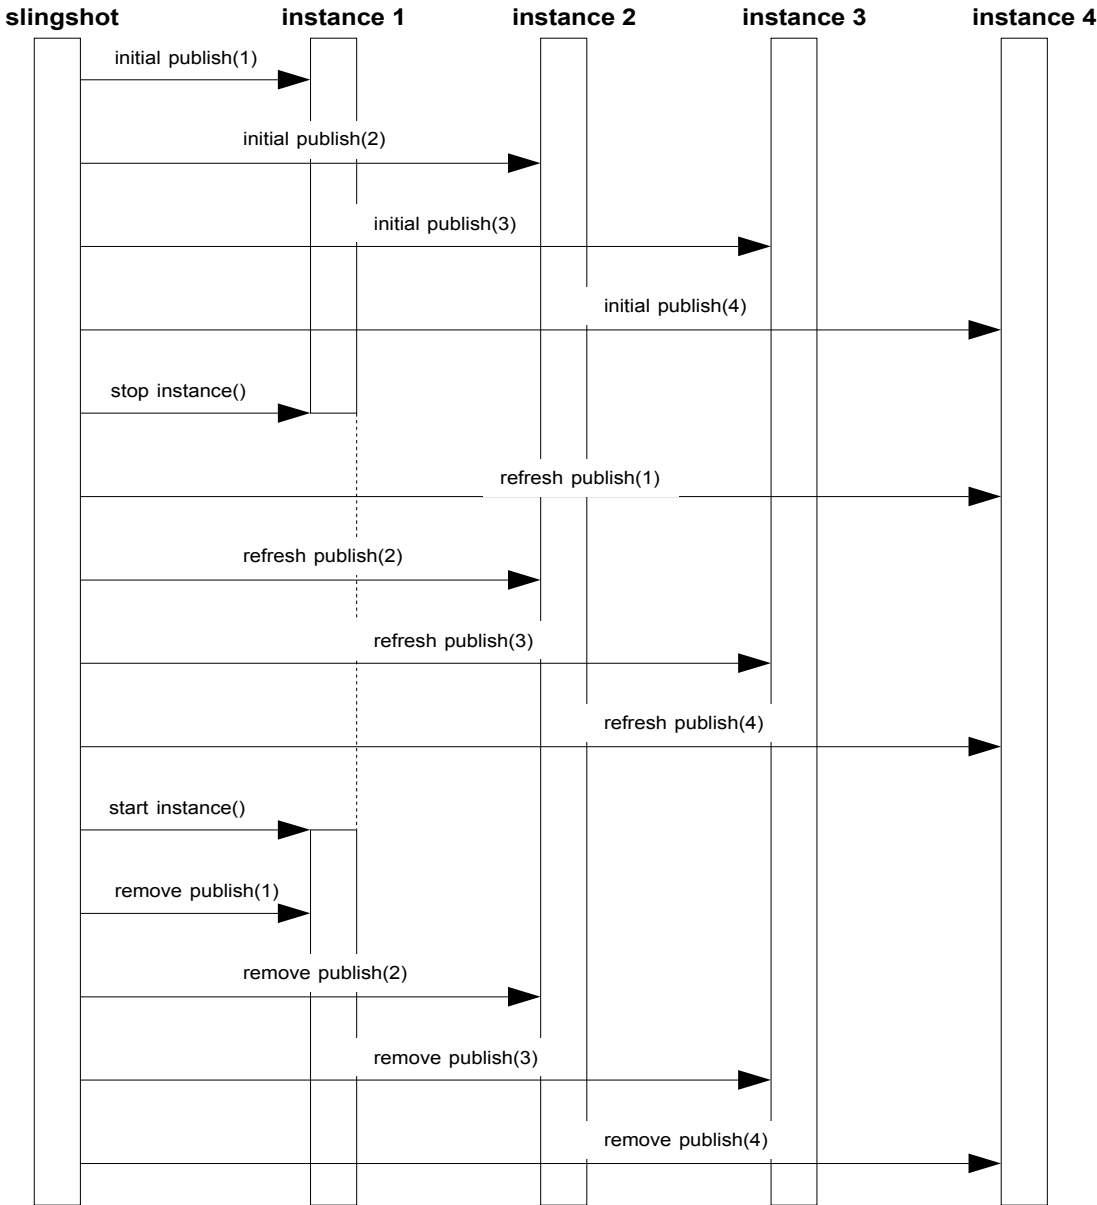 slingshot instance 1 instance 2 instance 3 instance 4
initial publish(1)
initial publish(2)
initial publish(3)
initial publish(4)
stop instance()
refresh publish(1)
refresh publish(2)
refresh publish(3)
refresh publish(4)
start instance()
remove publish(1)
remove publish(2)
remove publish(3)
remove publish(4)